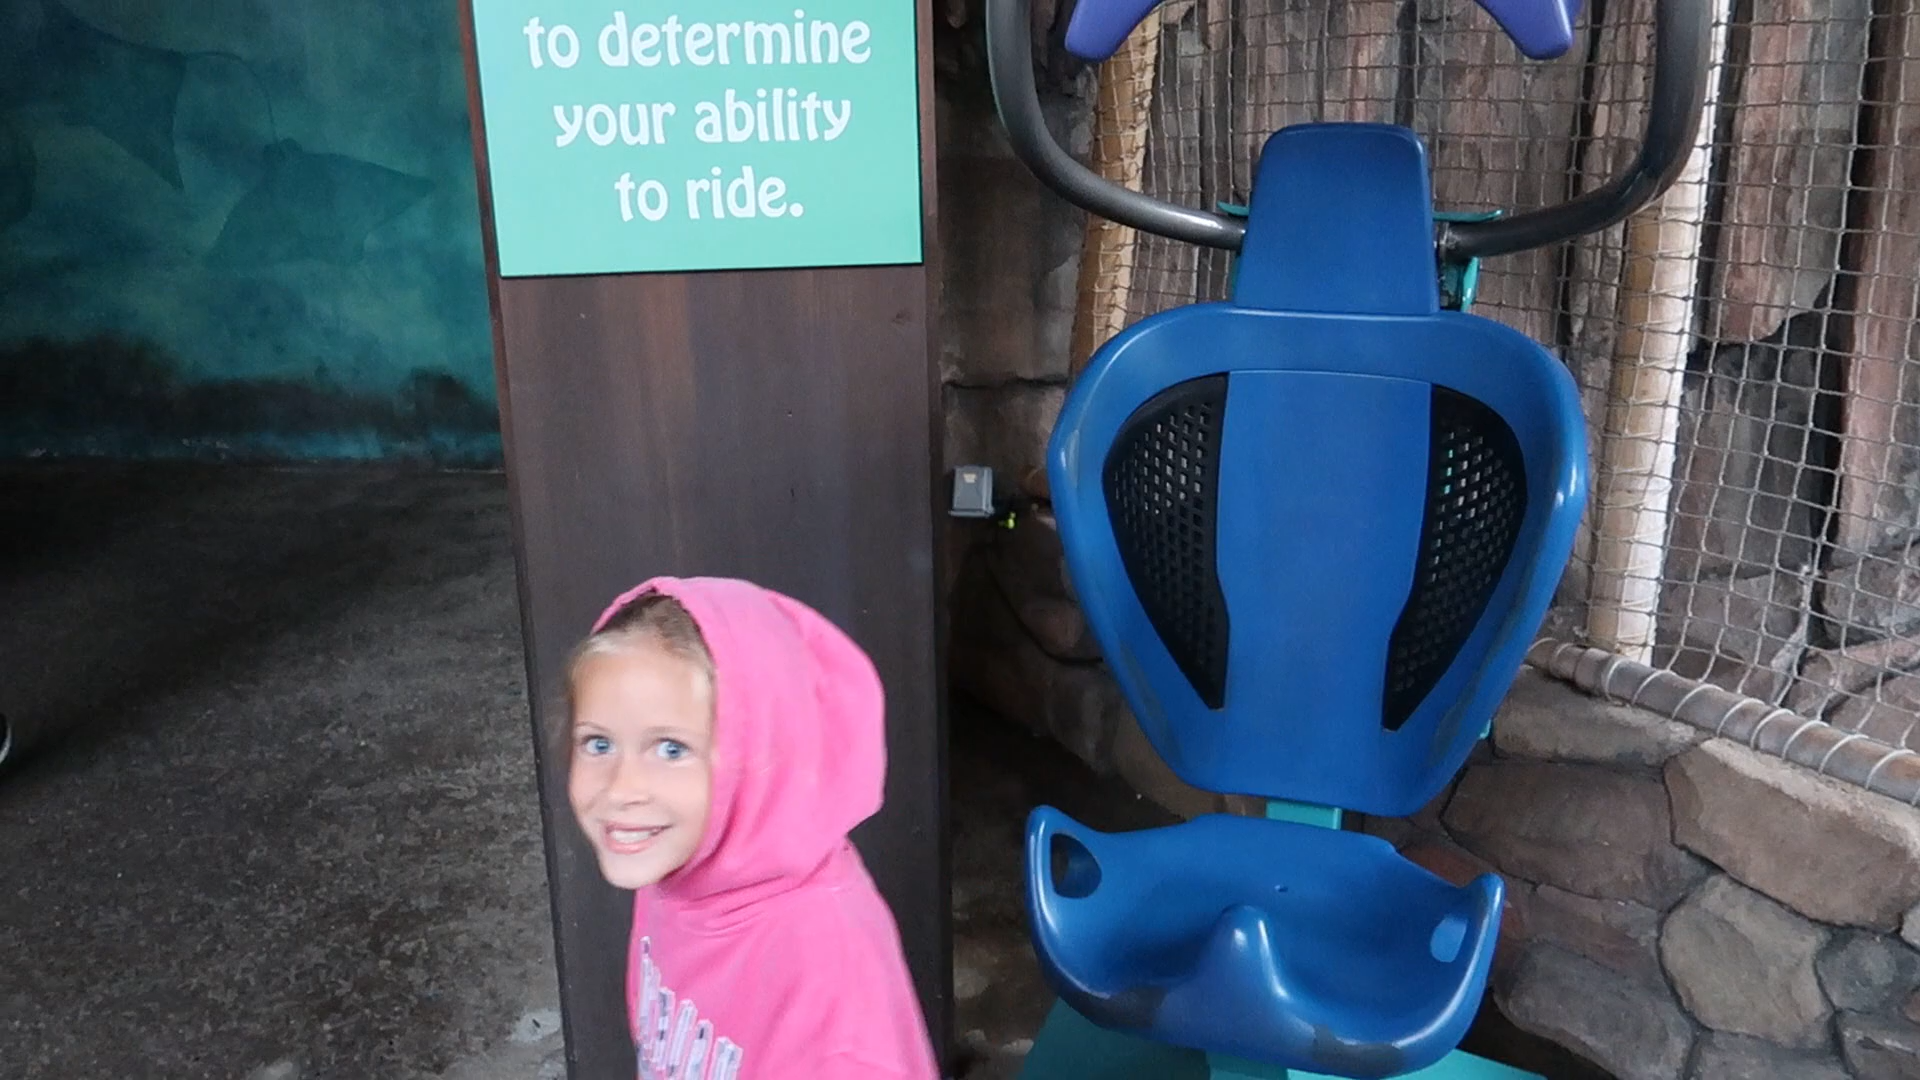 to determine
your ability
to ride.